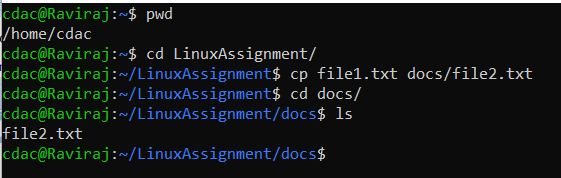 cdac@Raviraj:~$ pwd
/home/cdac
cdac@Raviraj:~$ cd LinuxAssignment/
cdac@Raviraj:~/LinuxAssignment$ cp file1.txt docs/file2.txt
cdac@Raviraj:~/LinuxAssignment$ cd docs/
cdac@Raviraj:~/LinuxAssignment/docs$ ls
file2.txt
cdac@Raviraj:~/LinuxAssignment/docs$